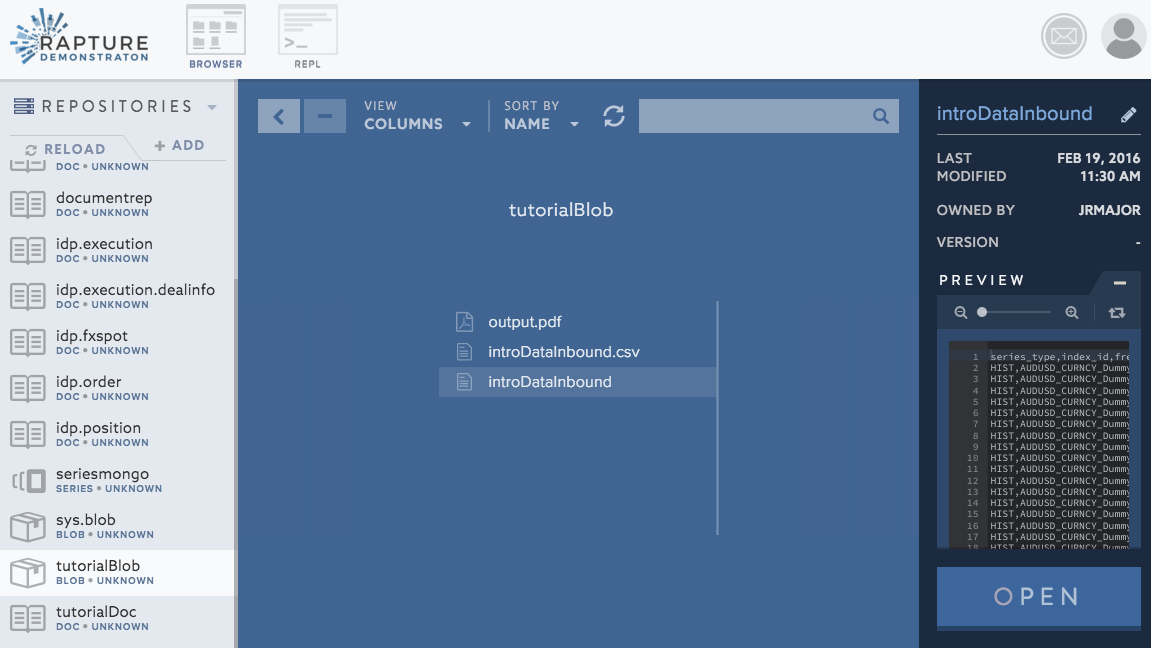 RAPTURE
DEMONSTRATON
BROWSER
>_
REPL
REPOSITORIES
RELOAD
+ ADD
DOC • UNKNOWN
documentrep
DOC • UNKNOWN
idp.execution
DOC • UNKNOWN
idp.execution.dealinfo
DOC • UNKNOWN
idp.fxspot
DOC • UNKNOWN
idp.order
DOC • UNKNOWN
idp.position
DOC • UNKNOWN
seriesmongo
SERIES • UNKNOWN
sys.blob
BLOB • UNKNOWN
tutorialBlob
BLOB • UNKNOWN
tutorialDoc
DOC • UNKNOWN
VIEW
COLUMNS
SORT BY
NAME
tutorialBlob
output.pdf
introDataInbound.csv
introDataInbound
introDataInbound
LAST MODIFIED
FEB 19, 2016
11:30 AM
OWNED BY
JRMAJOR
VERSION
-
PREVIEW
1 series_type,index_id,fre
2 HIST,AUDUSD_CURNCY_Dummy
3 HIST,AUDUSD_CURNCY_Dummy
4 HIST,AUDUSD_CURNCY_Dummy
5 HIST,AUDUSD_CURNCY_Dummy
6 HIST,AUDUSD_CURNCY_Dummy
7 HIST,AUDUSD_CURNCY_Dummy
8 HIST,AUDUSD_CURNCY_Dummy
9 HIST,AUDUSD_CURNCY_Dummy
10 HIST,AUDUSD_CURNCY_Dummy
11 HIST,AUDUSD_CURNCY_Dummy
12 HIST,AUDUSD_CURNCY_Dummy
13 HIST,AUDUSD_CURNCY_Dummy
14 HIST,AUDUSD_CURNCY_Dummy
15 HIST,AUDUSD_CURNCY_Dummy
16 HIST,AUDUSD_CURNCY_Dummy
17 HIST,AUDUSD_CURNCY_Dummy
18 HIST,AUDUSD_CURNCY_Dummy
OPEN